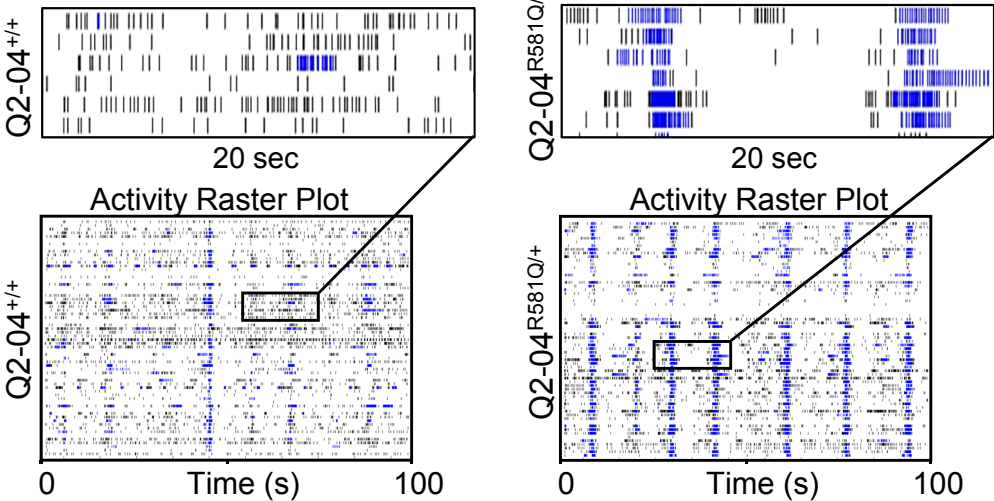 Q2-04+/+
20 sec
Q2-04R581Q/
20 sec
Activity Raster Plot
Q2-04+/+
0
Time (s)
100
Activity Raster Plot
Q2-04R581Q/+
0
Time (s)
100